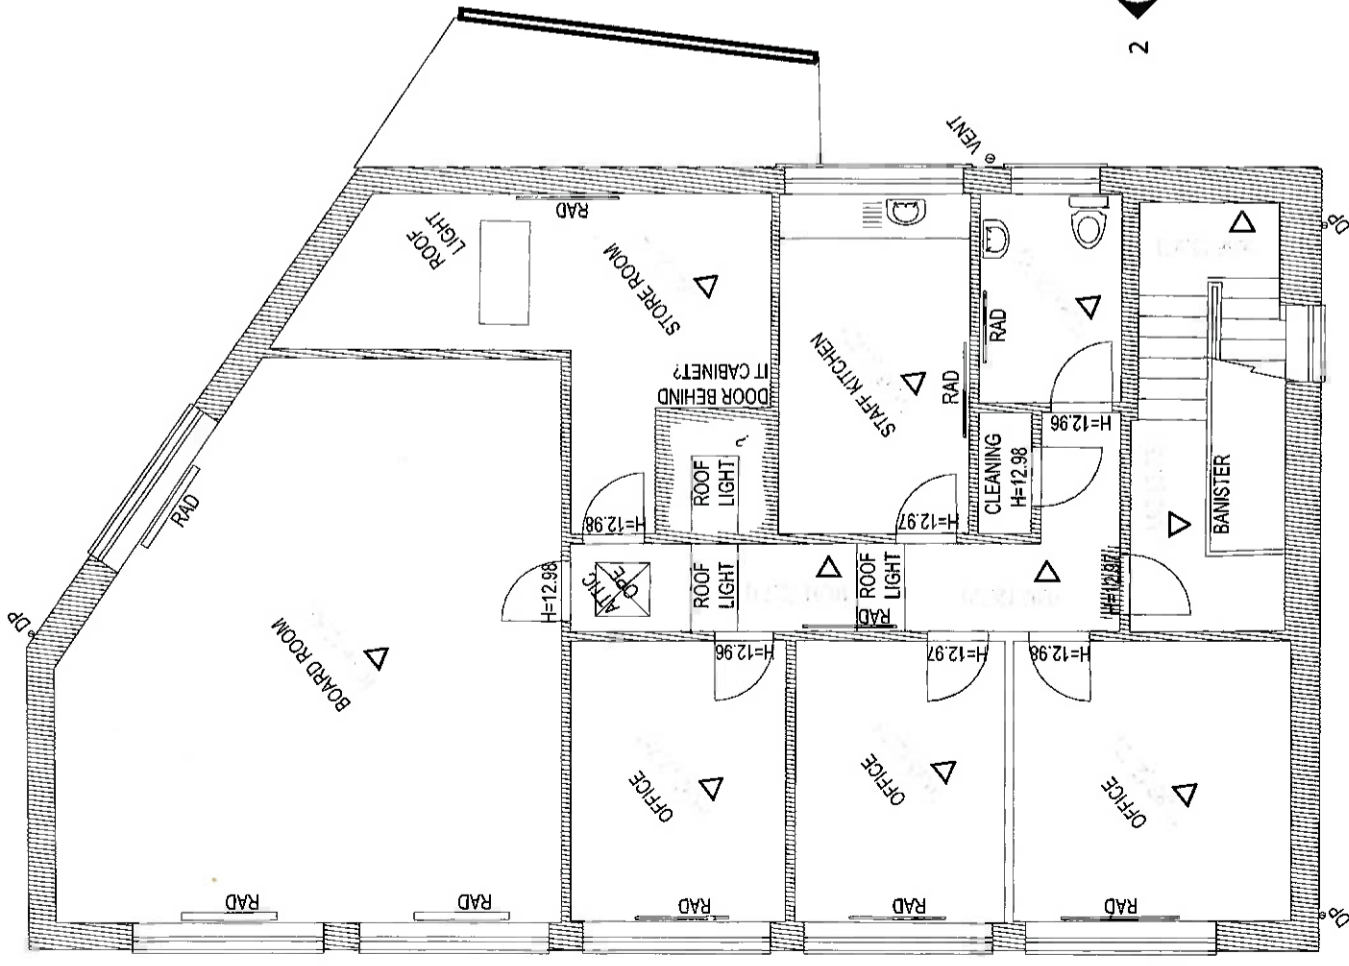 2
VENT
DP
RAD
ROOF
LIGHT
STORE ROOM
DOOR BEHIND
IT CABINET?
ROOF
LIGHT
STAFF KITCHEN
RAD
RAD
CLEANING
H=12.98
H=12.96
BANISTER
RAD
DP
BOARD ROOM
H=12.98
H=12.98
ATTIC
OPE
ROOF
LIGHT
H=12.97
ROOF
LIGHT
RAD
H=12.97
H=12.96
H=12.97
H=12.98
OFFICE
OFFICE
OFFICE
RAD
RAD
RAD
RAD
RAD
DP